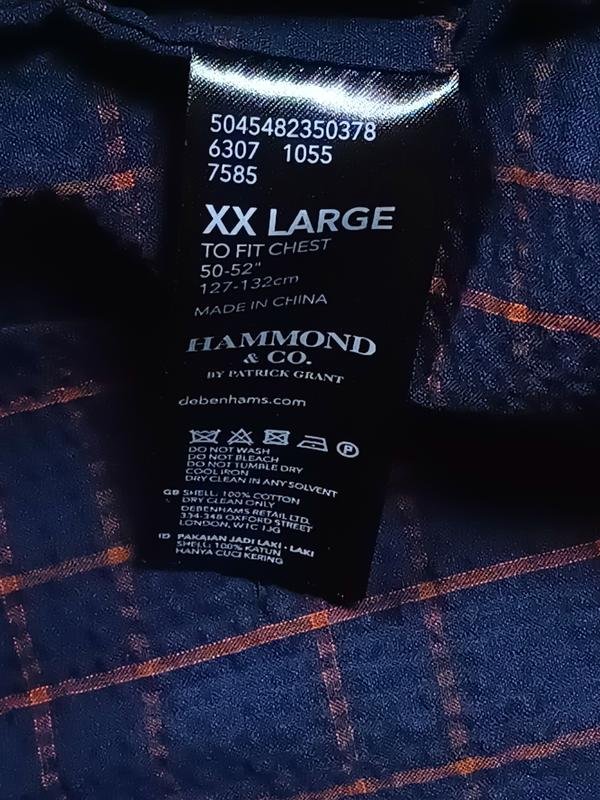 5045482350378
6307 1055
7585
XX LARGE
TO FIT CHEST
50-52"
127-132cm
MADE IN CHINA
HAMMOND
& CO.
BY PATRICK GRANT
debenhams.com
P
DO NOT WASH
DO NOT BLEACH
DO NOT TUMBLE DRY
COOL IRON
DRY CLEAN IN ANY SOLVENT
GB SHELL: 100% COTTON
DRY CLEAN ONLY
DEBENHAMS RETAIL LTD.
334-348 OXFORD STREET
LONDON, W1C 1JG
ID PAKAIAN JADI LAKI - LAKI
SHELL: 100% KATUN
HANYA CUCI KERING